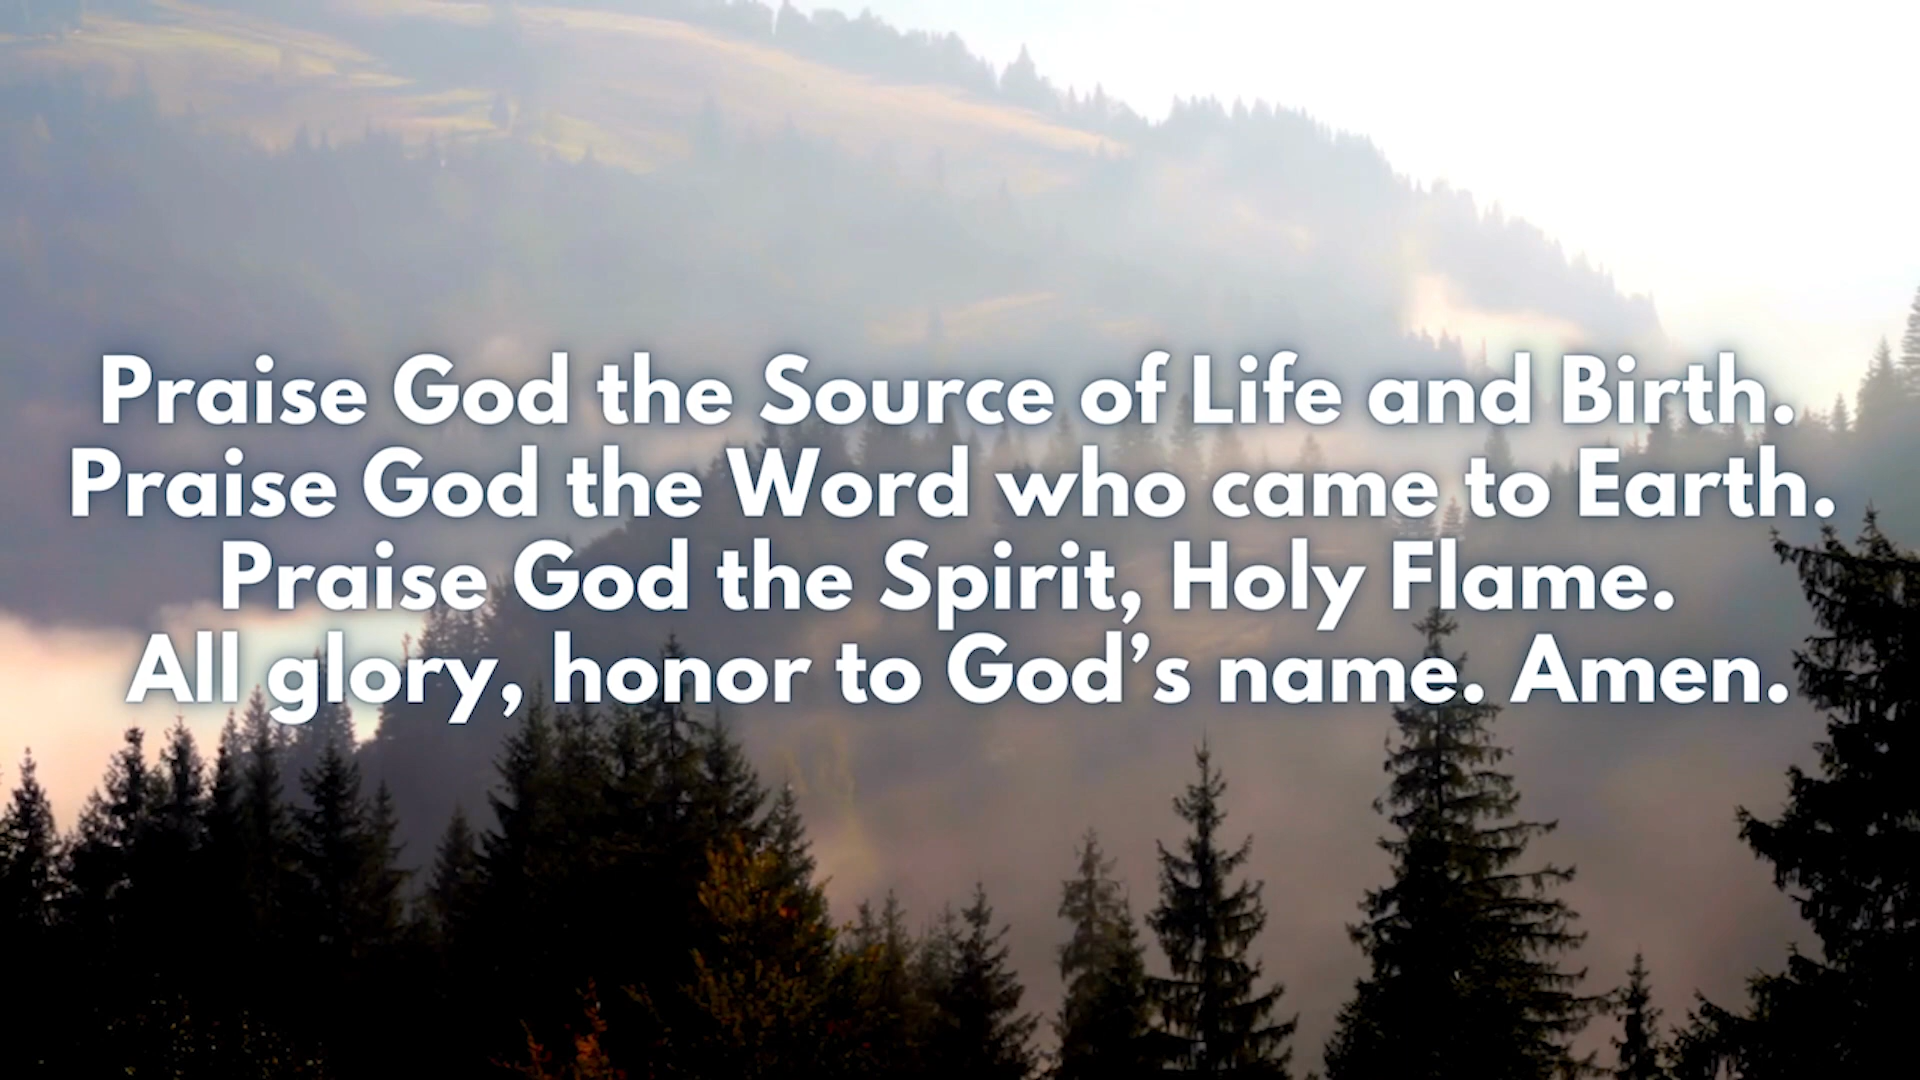 Praise God the Source of Life and Birth.
Praise God the Word who came to Earth.
Praise God the Spirit, Holy Flame.
All glory, honor to God’s name. Amen.